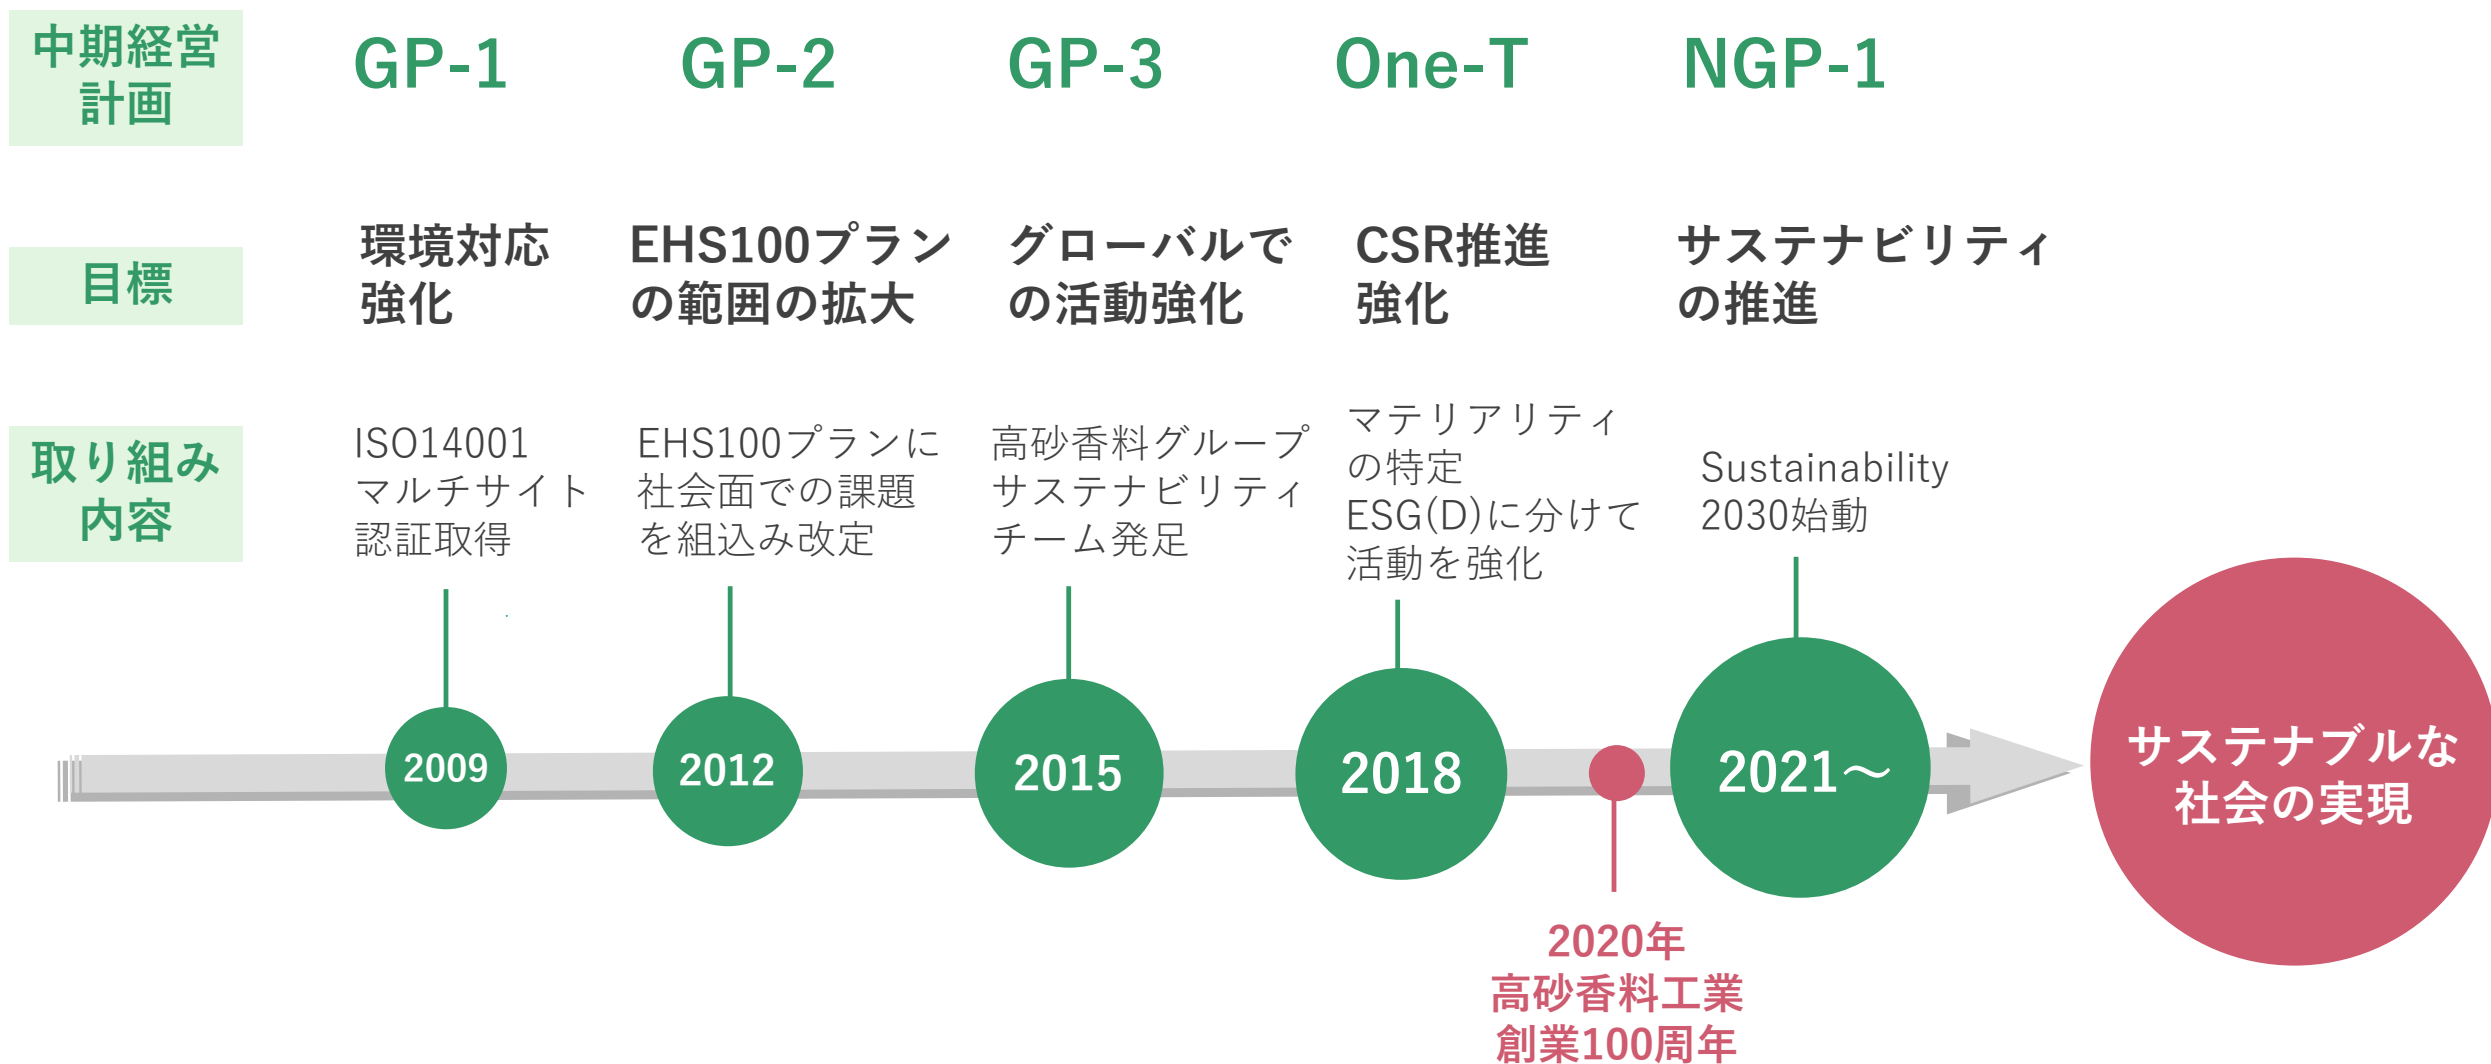 中期経営
計画
GP-1
GP-2
GP-3
One-T
NGP-1
目標
環境対応
強化
EHS100プラン
の範囲の拡大
グローバルで
の活動強化
CSR推進
強化
サステナビリティ
の推進
取り組み
内容
ISO14001
マルチサイト
認証取得
EHS100プランに
社会面での課題
を組込み改定
高砂香料グループ
サステナビリティ
チーム発足
マテリアリティ
の特定
ESG(D)に分けて
活動を強化
Sustainability
2030始動
2009
2012
2015
2018
2021～
サステナブルな
社会の実現
2020年
高砂香料工業
創業100周年